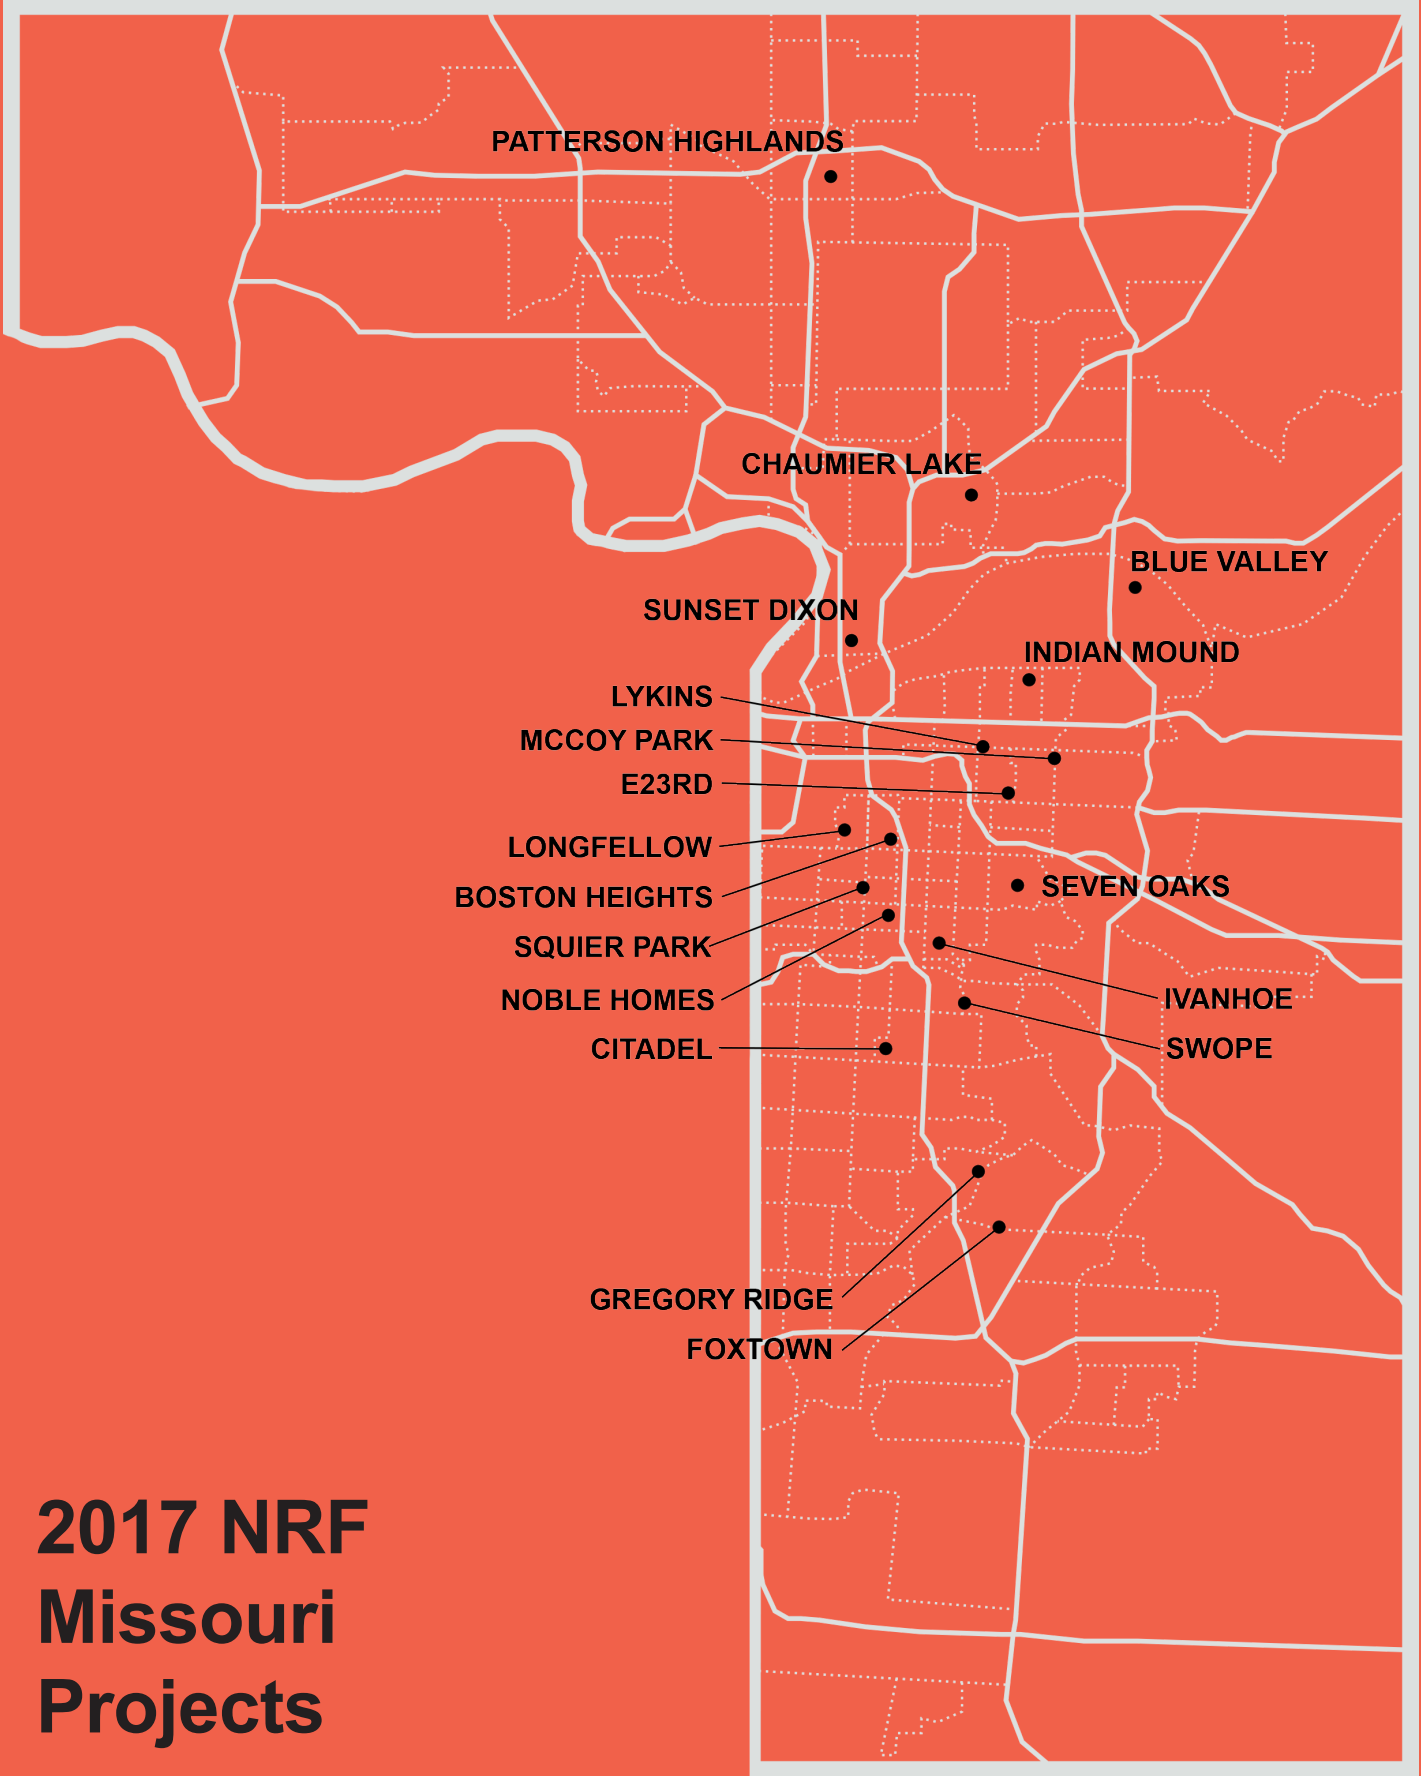 PATTERSON HIGHLANDS
CHAUMIER LAKE
BLUE VALLEY
SUNSET DIXON
INDIAN MOUND
LYKINS
MCCOY PARK
E23RD
LONGFELLOW
BOSTON HEIGHTS
SEVEN OAKS
SQUIER PARK
NOBLE HOMES
IVANHOE
CITADEL
SWOPE
GREGORY RIDGE
FOXTOWN
2017 NRF
Missouri
Projects